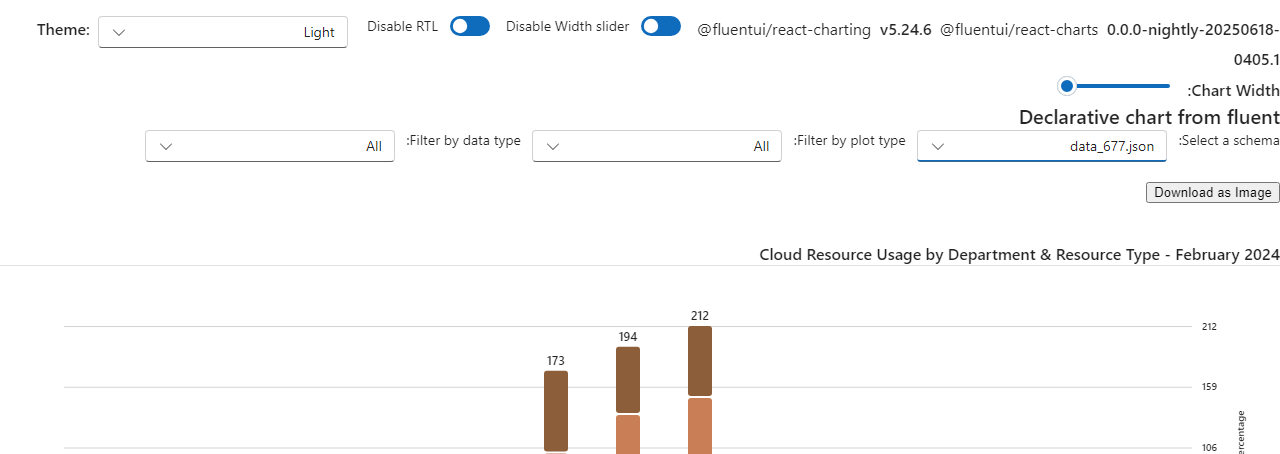 Theme: Light Disable RTL Disable Width slider @fluentui/react-charting v5.24.6 @fluentui/react-charts 0.0.0-nightly-20250618-
0405.1
:Chart Width
Declarative chart from fluent
:Select a schema data_677.json :Filter by plot type All :Filter by data type All
Download as Image
Cloud Resource Usage by Department & Resource Type - February 2024
212
194
173
212
159
106